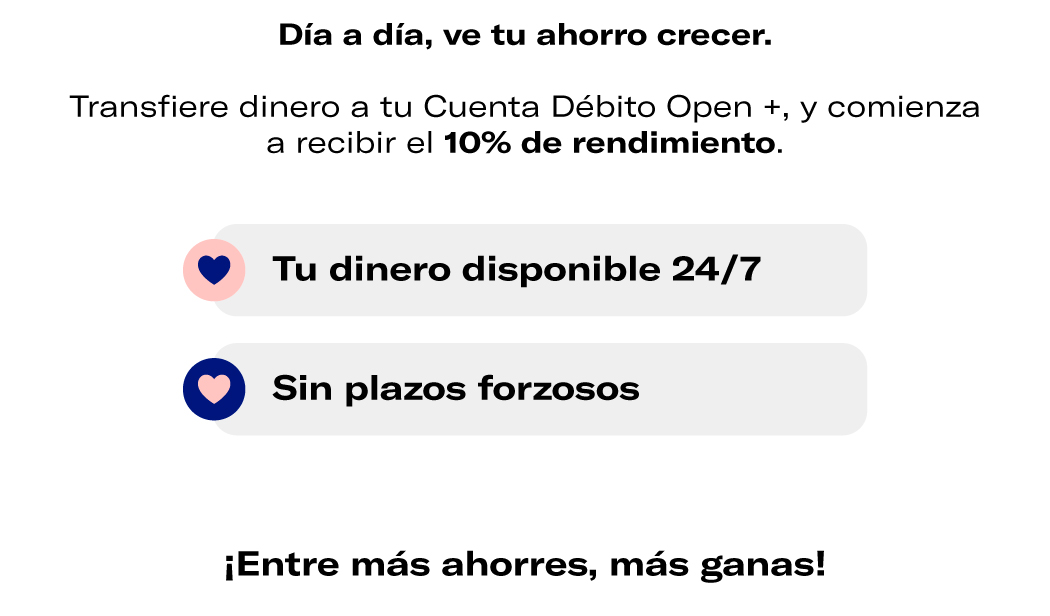 Día a día, ve tu ahorro crecer.
Transfiere dinero a tu Cuenta Débito Open +, y comienza
a recibir el 10% de rendimiento.
Tu dinero disponible 24/7
Sin plazos forzosos
¡Entre más ahorres, más ganas!